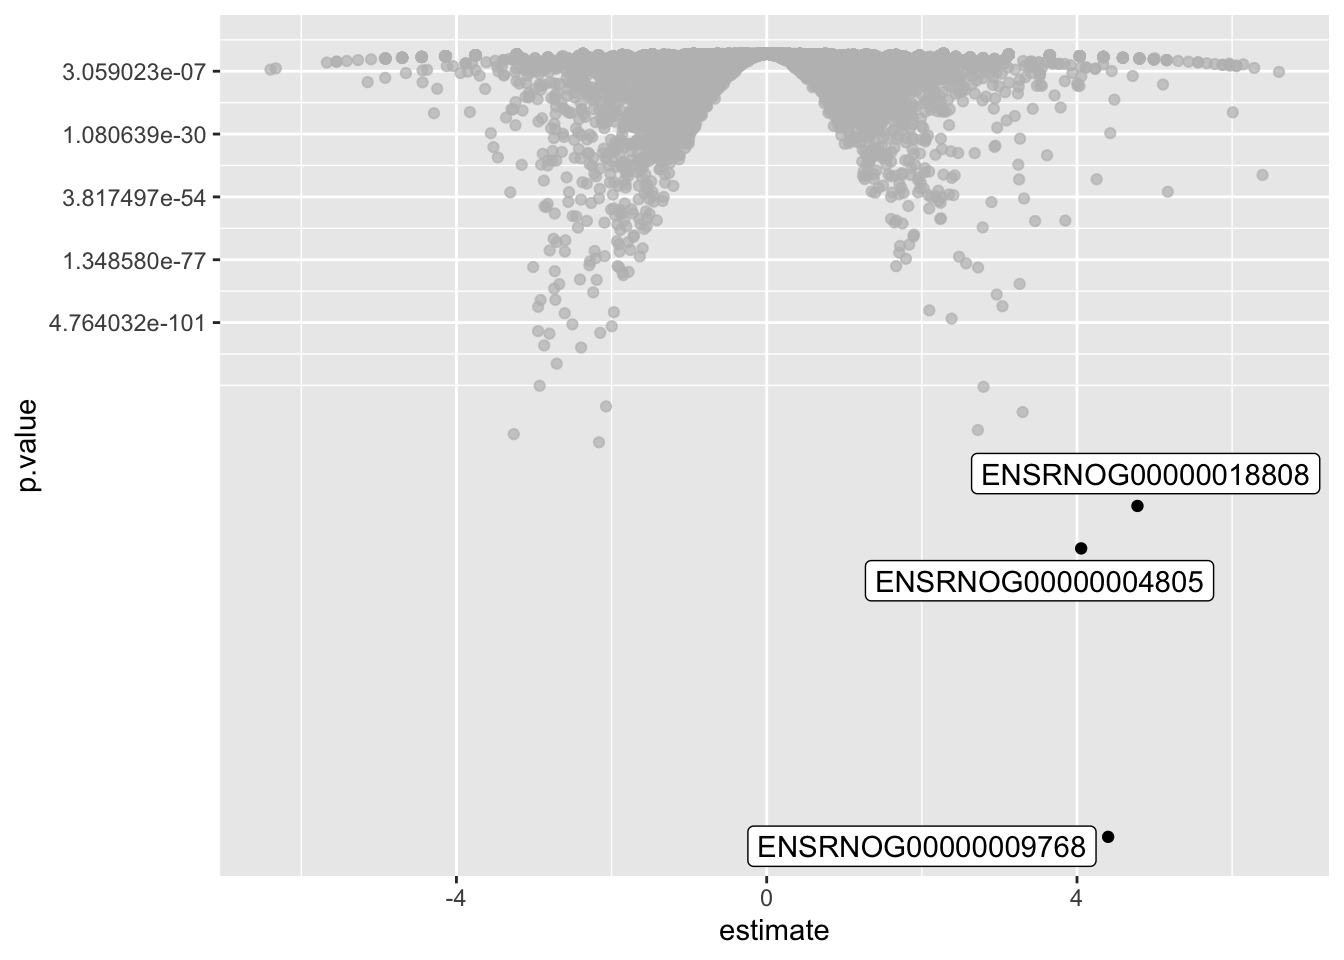 3.059023e-07
1.080639e-30
3.817497e-54
1.348580e-77
4.764032e-101
p.value
ENSRNOG00000018808
ENSRNOG00000004805
ENSRNOG00000009768
-4
0
4
estimate